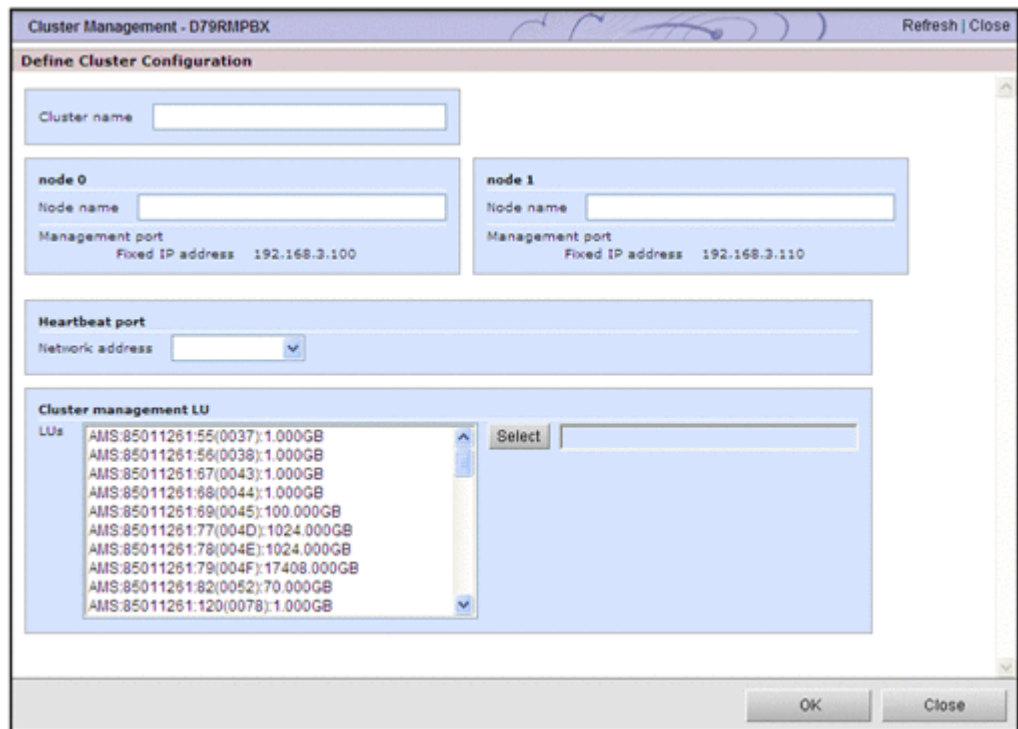 Cluster Management - D79RMPBX
Refresh | Close
Define Cluster Configuration
Cluster name
node 0
Node name
Management port
Fixed IP address 192.168.3.100
node 1
Node name
Management port
Fixed IP address 192.168.3.110
Heartbeat port
Network address
Cluster management LU
LUs
AMS:85011261:55(0037):1.000GB
AMS:85011261:56(0038):1.000GB
AMS:85011261:67(0043):1.000GB
AMS:85011261:68(0044):1.000GB
AMS:85011261:69(0045):100.000GB
AMS:85011261:77(004D):1024.000GB
AMS:85011261:78(004E):1024.000GB
AMS:85011261:79(004F):17408.000GB
AMS:85011261:82(0052):70.000GB
AMS:85011261:120(0078):1.000GB
Select
OK
Close